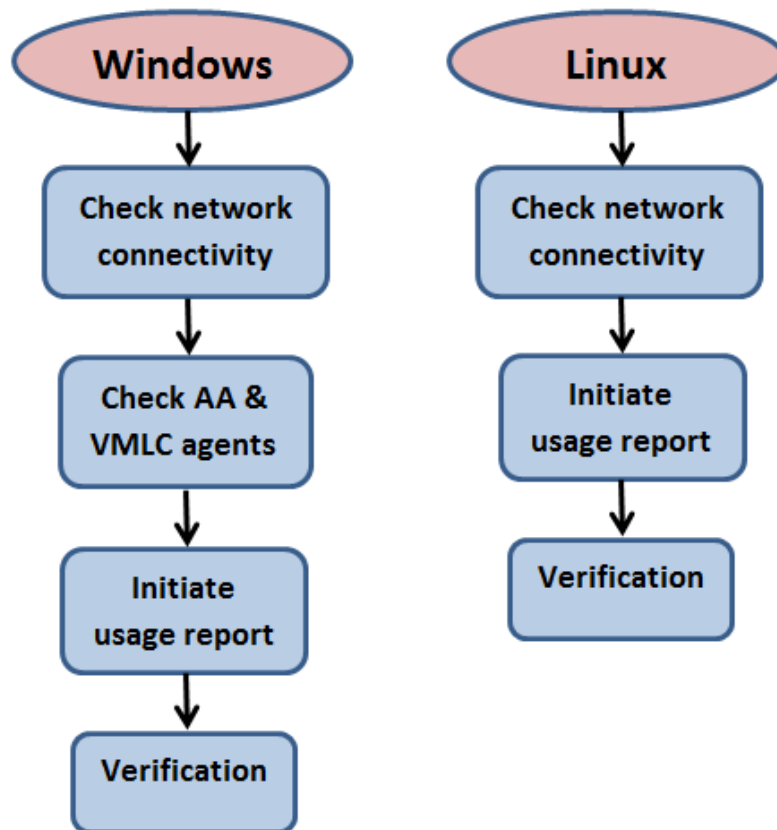 Windows
Check network
connectivity
Check AA &
VMLC agents
Initiate
usage report
Verification
Linux
Check network
connectivity
Initiate
usage report
Verification